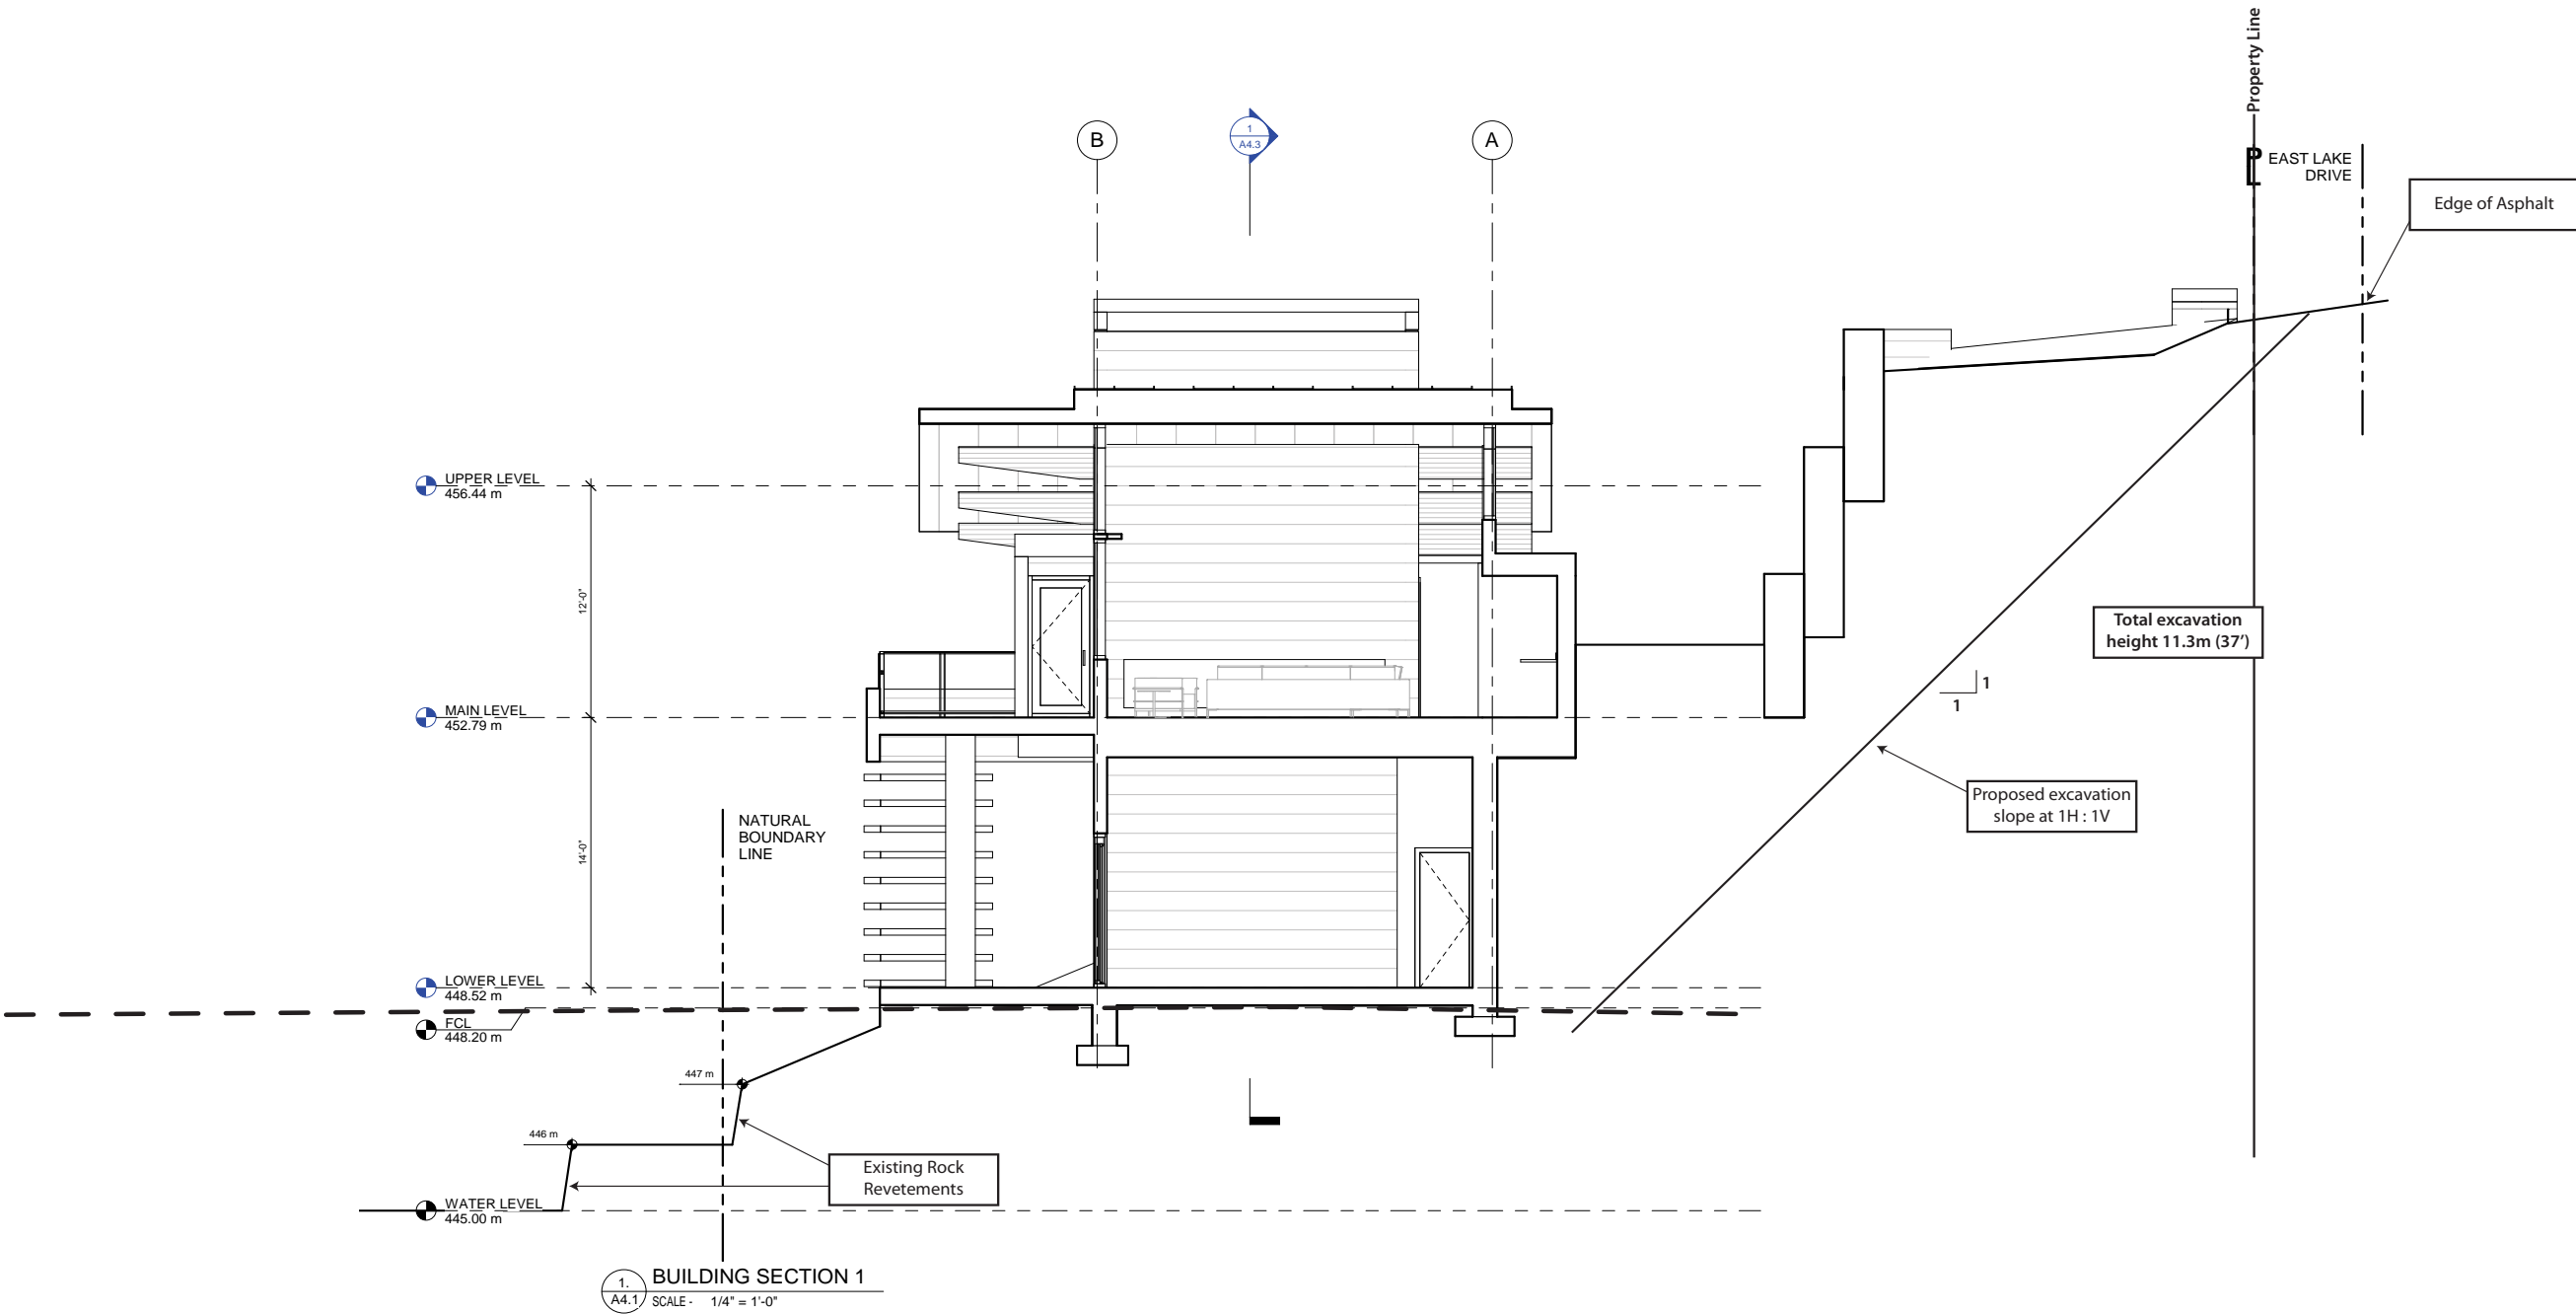 Property Line
B
1
A4.3
A
PL
EAST LAKE
DRIVE
Edge of Asphalt
UPPER LEVEL
456.44 m
12'-0"
Total excavation
height 11.3m (37’)
1
1
MAIN LEVEL
452.79 m
Proposed excavation
slope at 1H : 1V
NATURAL
BOUNDARY
LINE
14'-0"
LOWER LEVEL
448.52 m
FCL
448.20 m
447 m
446 m
Existing Rock
Revetements
WATER LEVEL
445.00 m
1.
A4.1
BUILDING SECTION 1
SCALE - 1/4" = 1'-0"